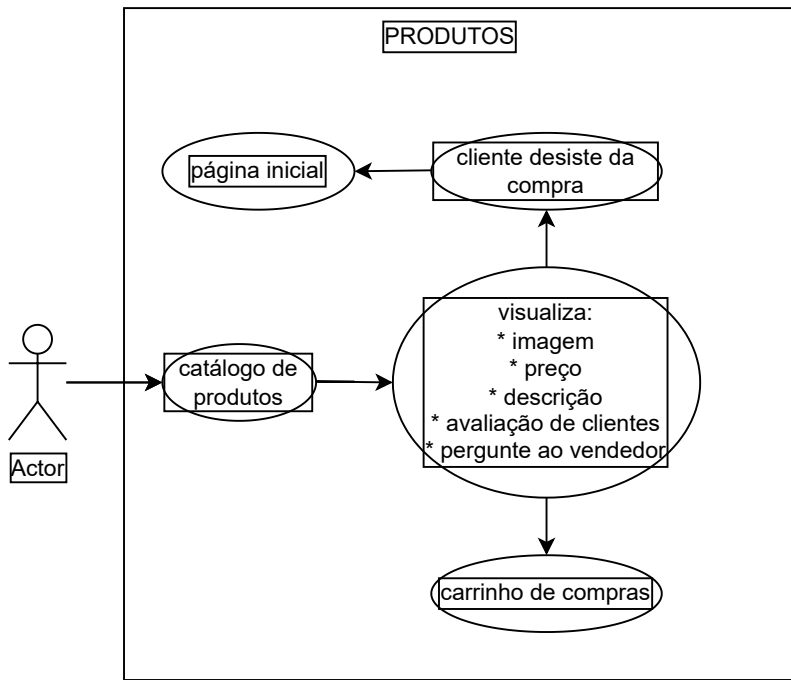 PRODUTOS
página inicial
cliente desiste da
compra
visualiza:
* imagem
* preço
* descrição
* avaliação de clientes
* pergunte ao vendedor
catálogo de
produtos
Actor
carrinho de compras